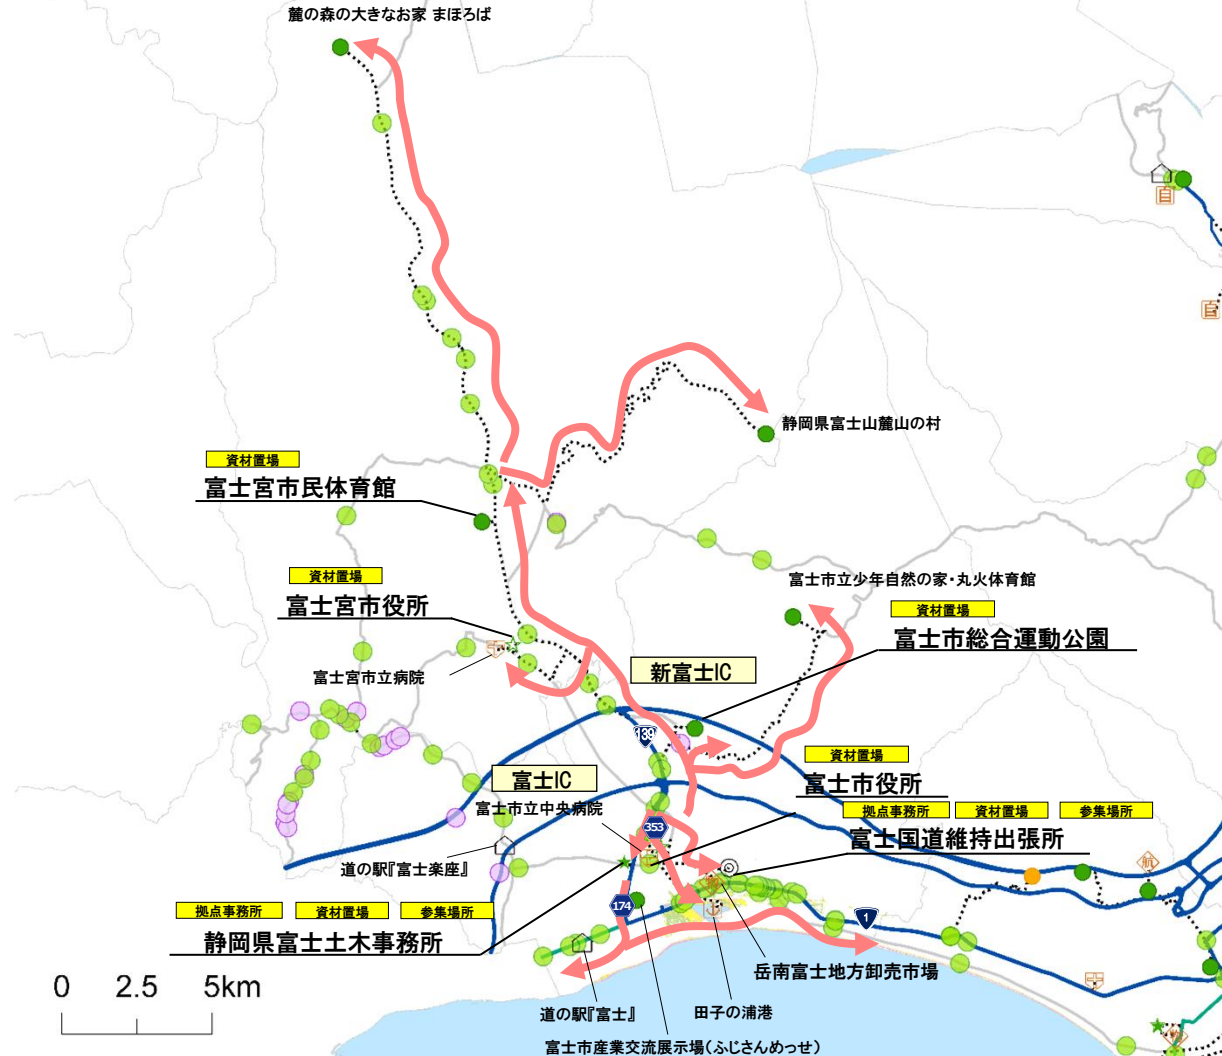 麓の森の大きなお家 まほろば
自
自
静岡県富士山麓山の村
資材置場
富士宮市民体育館
資材置場
富士宮市役所
富士宮市立病院
富士市立少年自然の家・丸火体育館
資材置場
富士市総合運動公園
新富士IC
139
富士IC
資材置場
富士市役所
富士市立中央病院
拠点事務所 資材置場 参集場所
富士国道維持出張所
353
航
道の駅『富士楽座』
174
1
拠点事務所 資材置場 参集場所
静岡県富士土木事務所
岳南富士地方卸売市場
0 2.5 5km
道の駅『富士』
田子の浦港
富士市産業交流展示場(ふじさんめっせ)